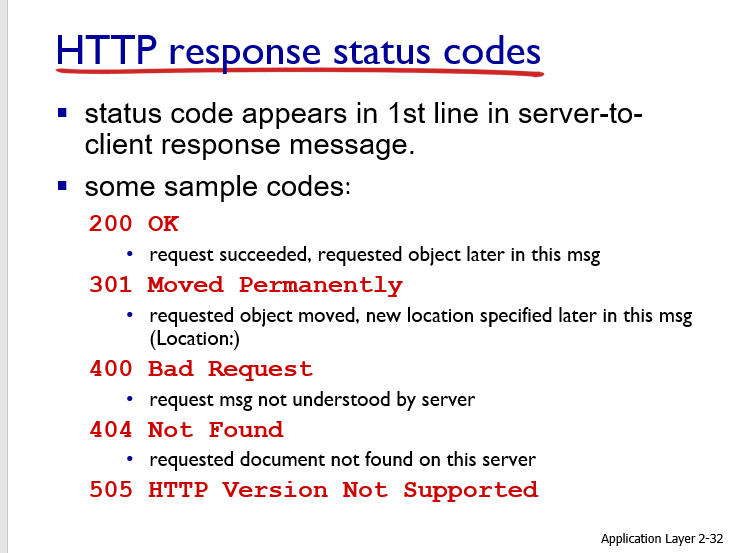 HTTP response status codes
status code appears in 1st line in server-to-
client response message.
some sample codes:
200 OK
request succeeded, requested object later in this msg
301 Moved Permanently
requested object moved, new location specified later in this msg
(Location:)
400 Bad Request
request msg not understood by server
404 Not Found
requested document not found on this server
505 HTTP Version Not Supported
Application Layer 2-32